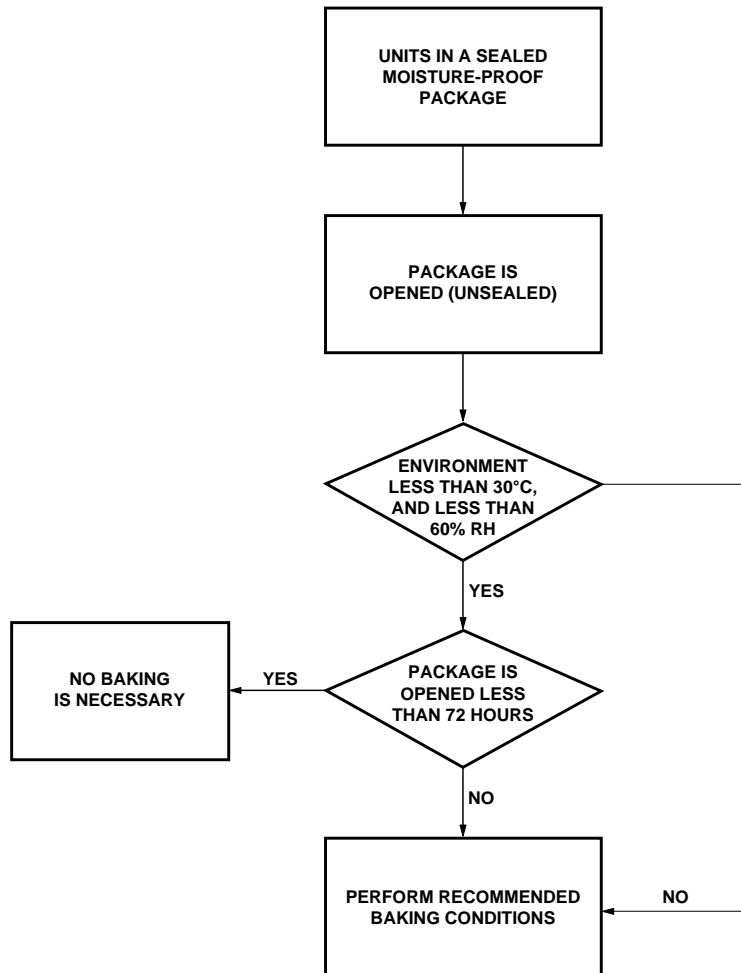 UNITS IN A SEALED
MOISTURE-PROOF
PACKAGE
PACKAGE IS
OPENED (UNSEALED)
ENVIRONMENT
LESS THAN 30°C,
AND LESS THAN
60% RH
YES
NO BAKING
IS NECESSARY
YES
PACKAGE IS
OPENED LESS
THAN 72 HOURS
NO
PERFORM RECOMMENDED
BAKING CONDITIONS
NO